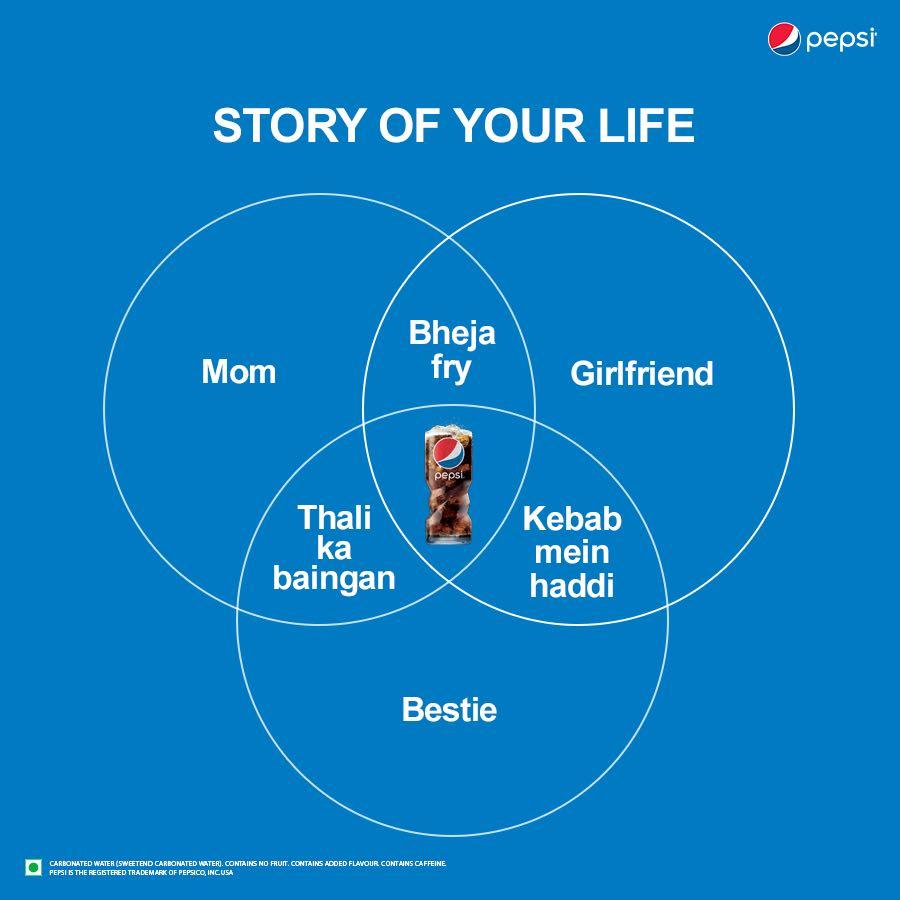 pepsi
STORY OF YOUR LIFE
Bheja
fry
Mom
Girlfriend
pepsi
Thali
ka
baingan
Kebab
mein
haddi
Bestie
CARBONATED WATER (SWEETEND CARBONATED WATER). CONTAINS NO FRUIT. CONTAINS ADDED FLAVOUR. CONTAINS CAFFEINE.
PEPSI IS THE REGISTERED TRADEMARK OF PEPSICO, INC.USA